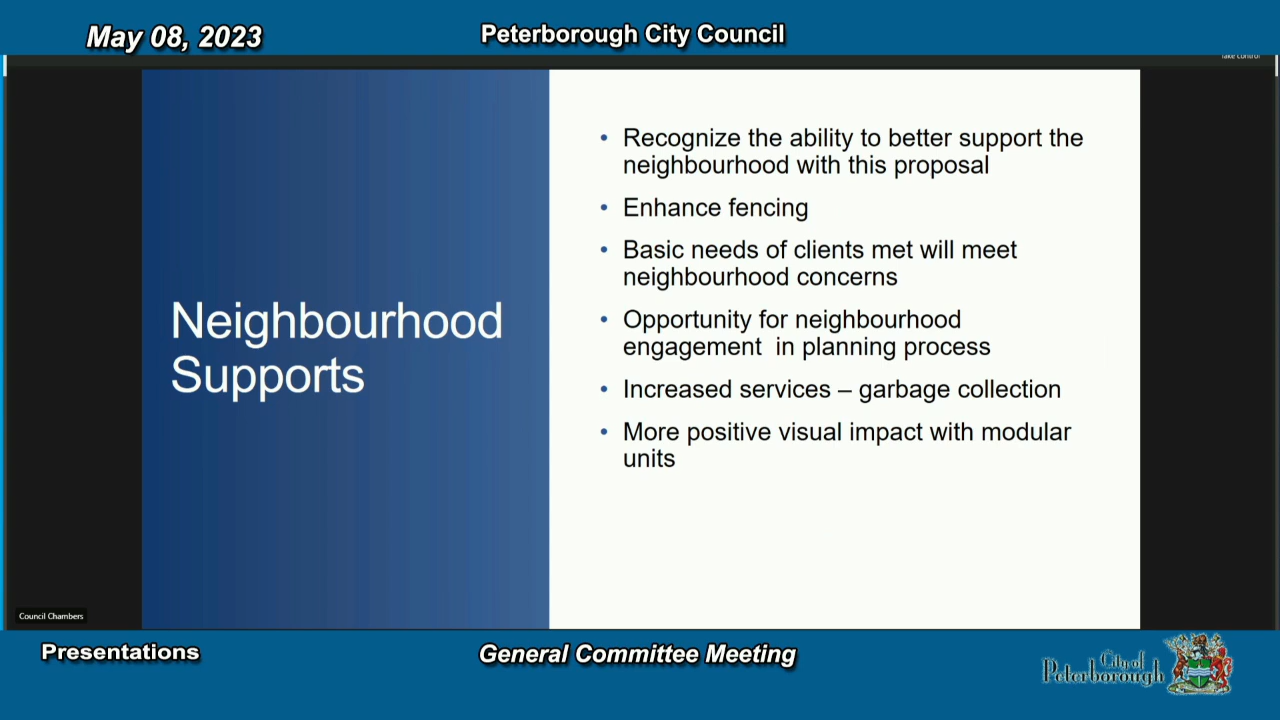 May 08, 2023
Peterborough City Council
Take Control
Neighbourhood
Supports
• Recognize the ability to better support the
neighbourhood with this proposal
• Enhance fencing
• Basic needs of clients met will meet
neighbourhood concerns
• Opportunity for neighbourhood
engagement  in planning process
• Increased services – garbage collection
• More positive visual impact with modular
units
Council Chambers
Presentations
General Committee Meeting
City of
Peterborough